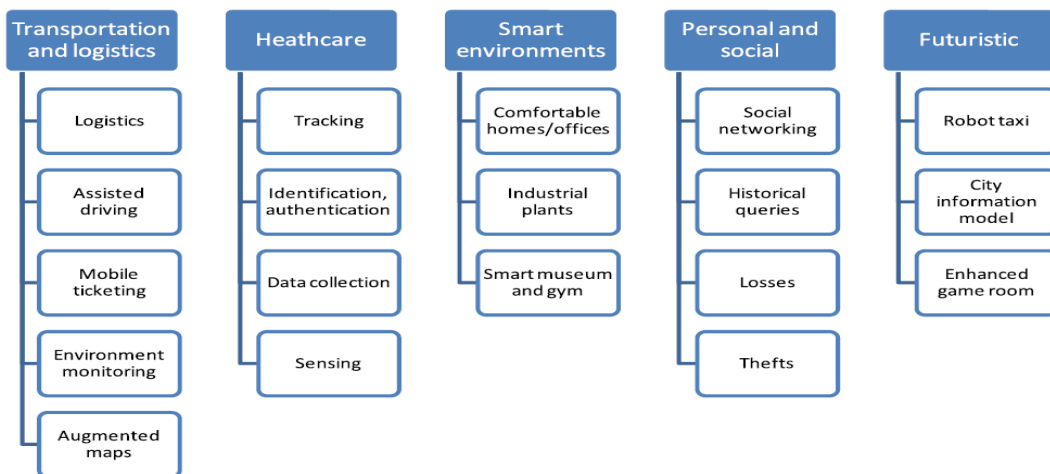 Transportation
and logistics
Logistics
Assisted
driving
Mobile
ticketing
Environment
monitoring
Augmented
maps
Heathcare
Tracking
Identification,
authentication
Data collection
Sensing
Smart
environments
Comfortable
homes/offices
Industrial
plants
Smart museum
and gym
Personal and
social
Social
networking
Historical
queries
Losses
Thefts
Futuristic
Robot taxi
City
information
model
Enhanced
game room